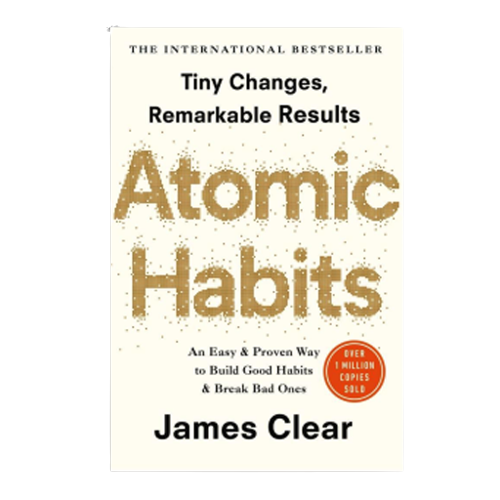 THE INTERNATIONAL BESTSELLER
Tiny Changes,
Remarkable Results
Atomic
Habits
An Easy & Proven Way
to Build Good Habits
& Break Bad Ones
OVER
1 MILLION
COPIES
SOLD
James Clear